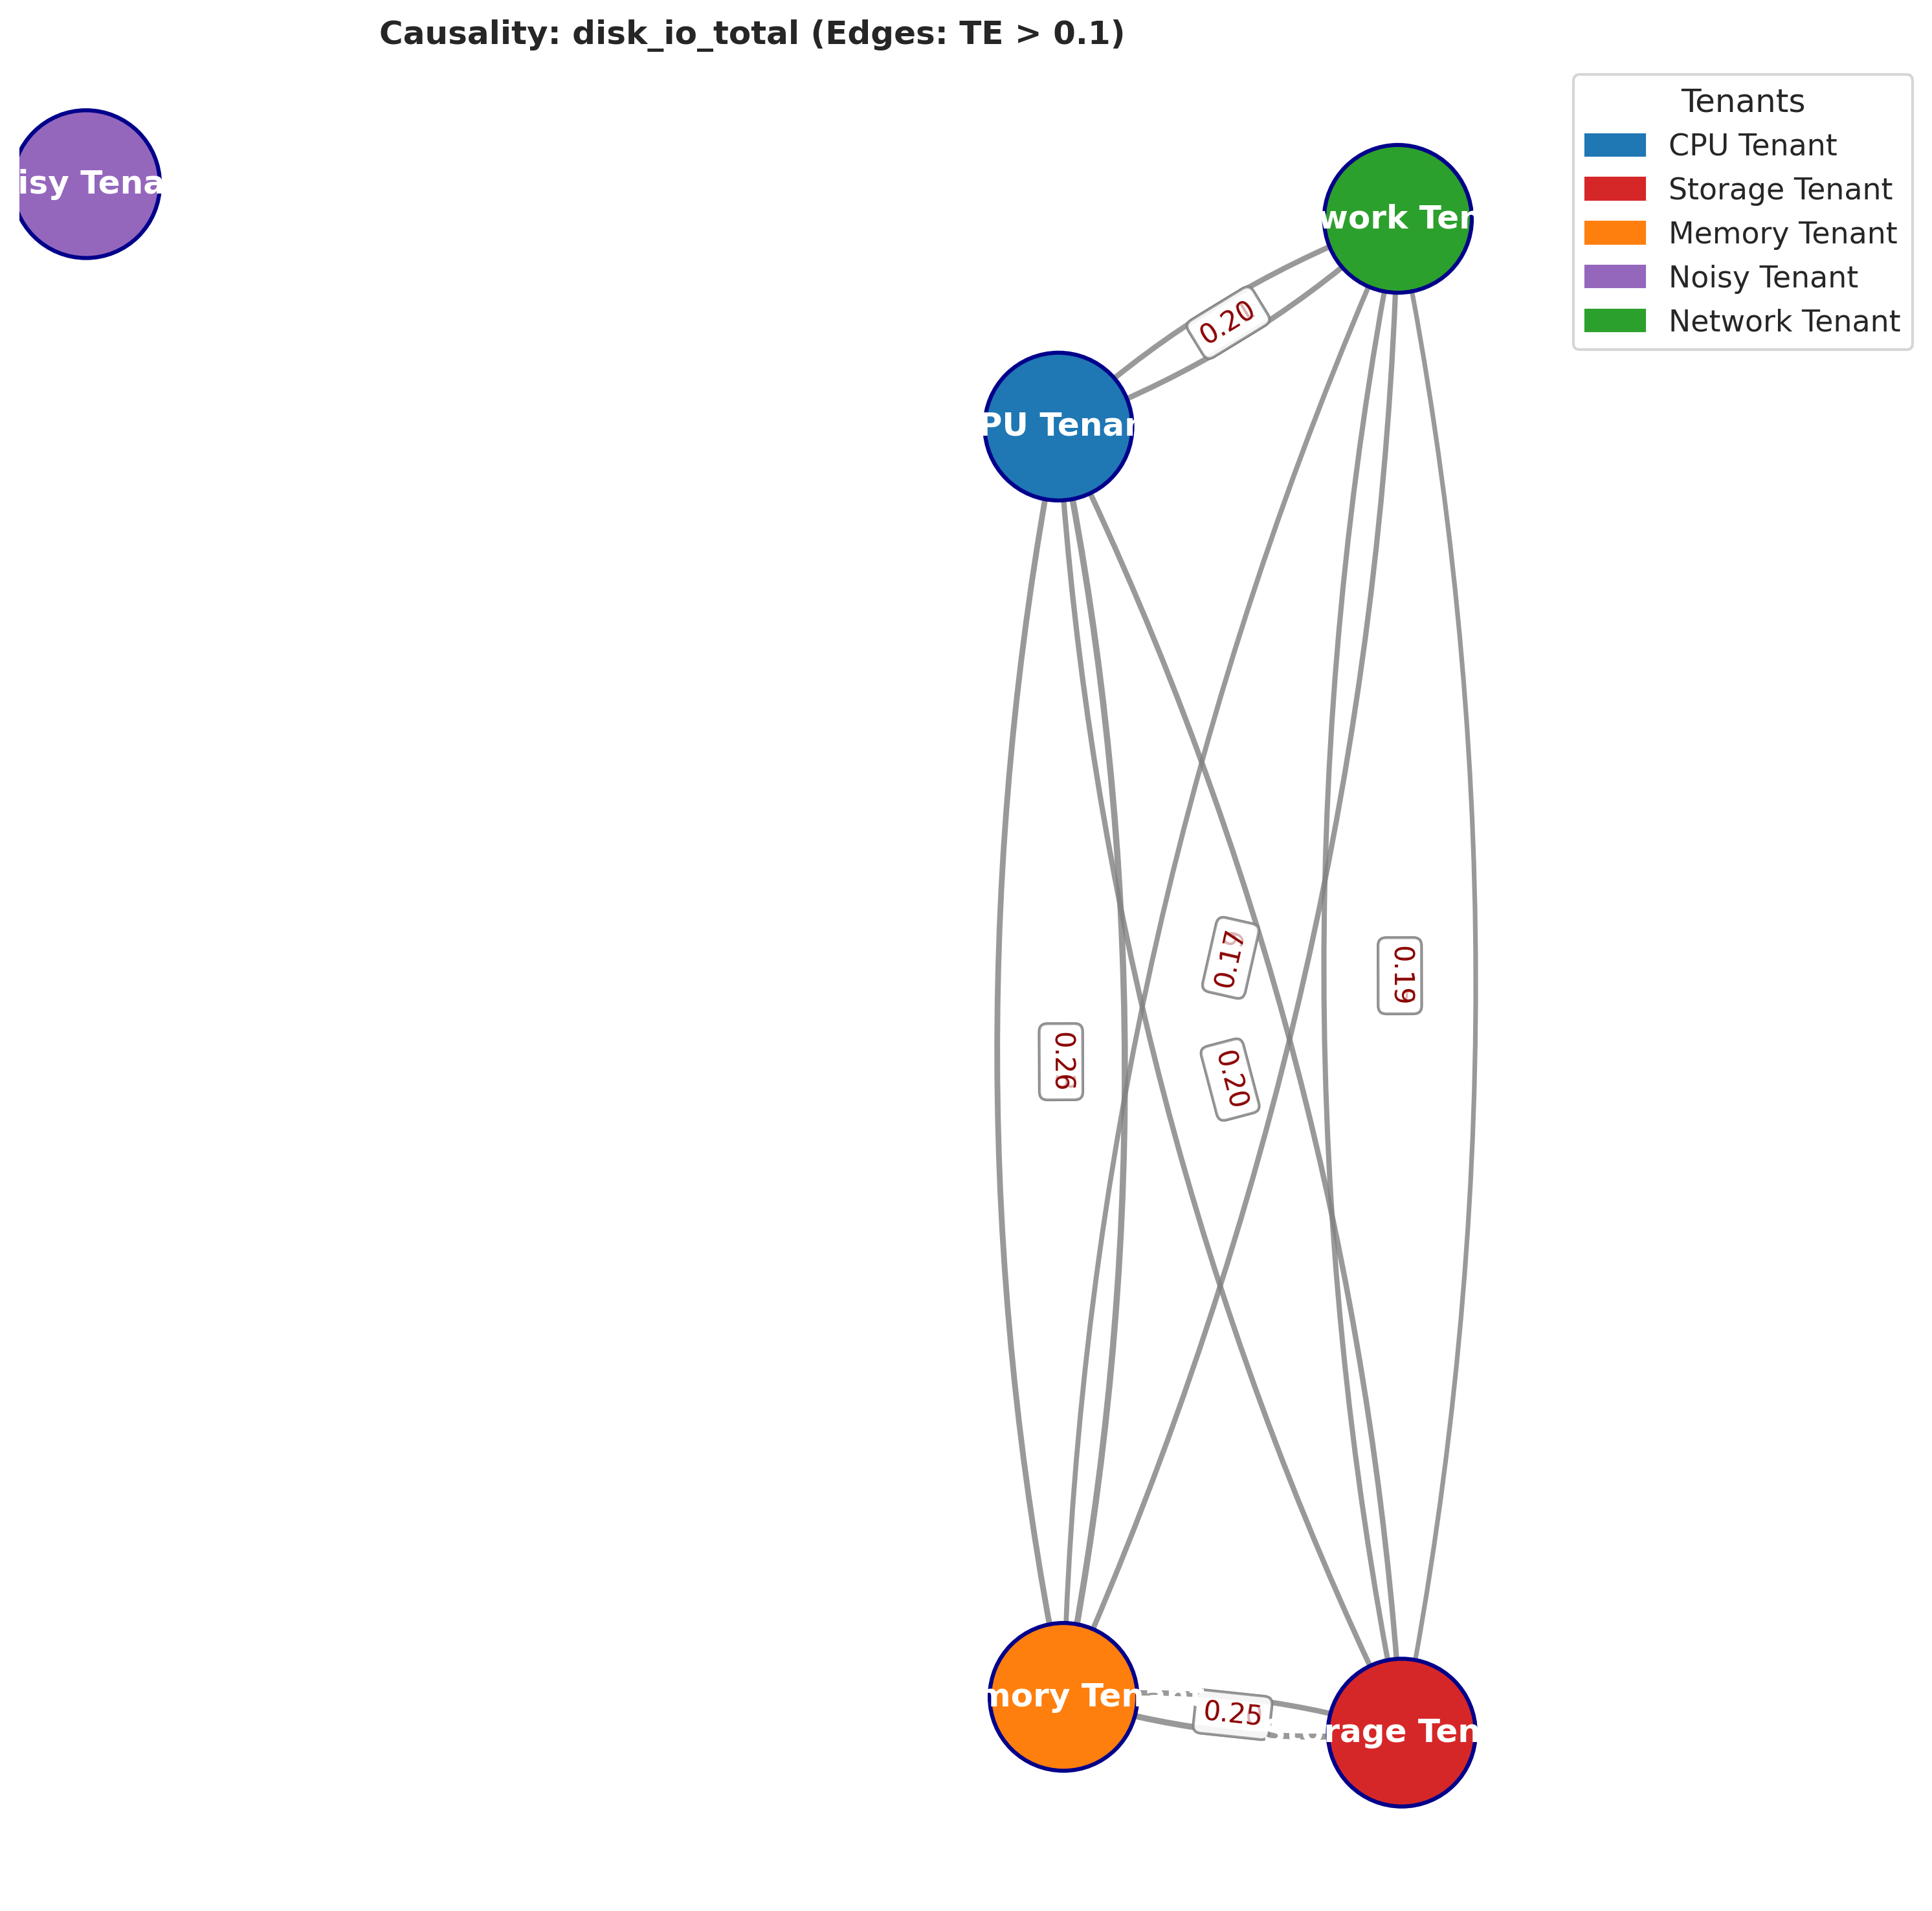 Causality: disk_io_total (Edges: TE > 0.1)
Tenants
CPU Tenant
Storage Tenant
Memory Tenant
Noisy Tenant
Network Tenant
isy Tena
work Ten
0.20
PU Tenan
0.17
0.19
0.26
0.20
mory Ten
0.25
rage Ten